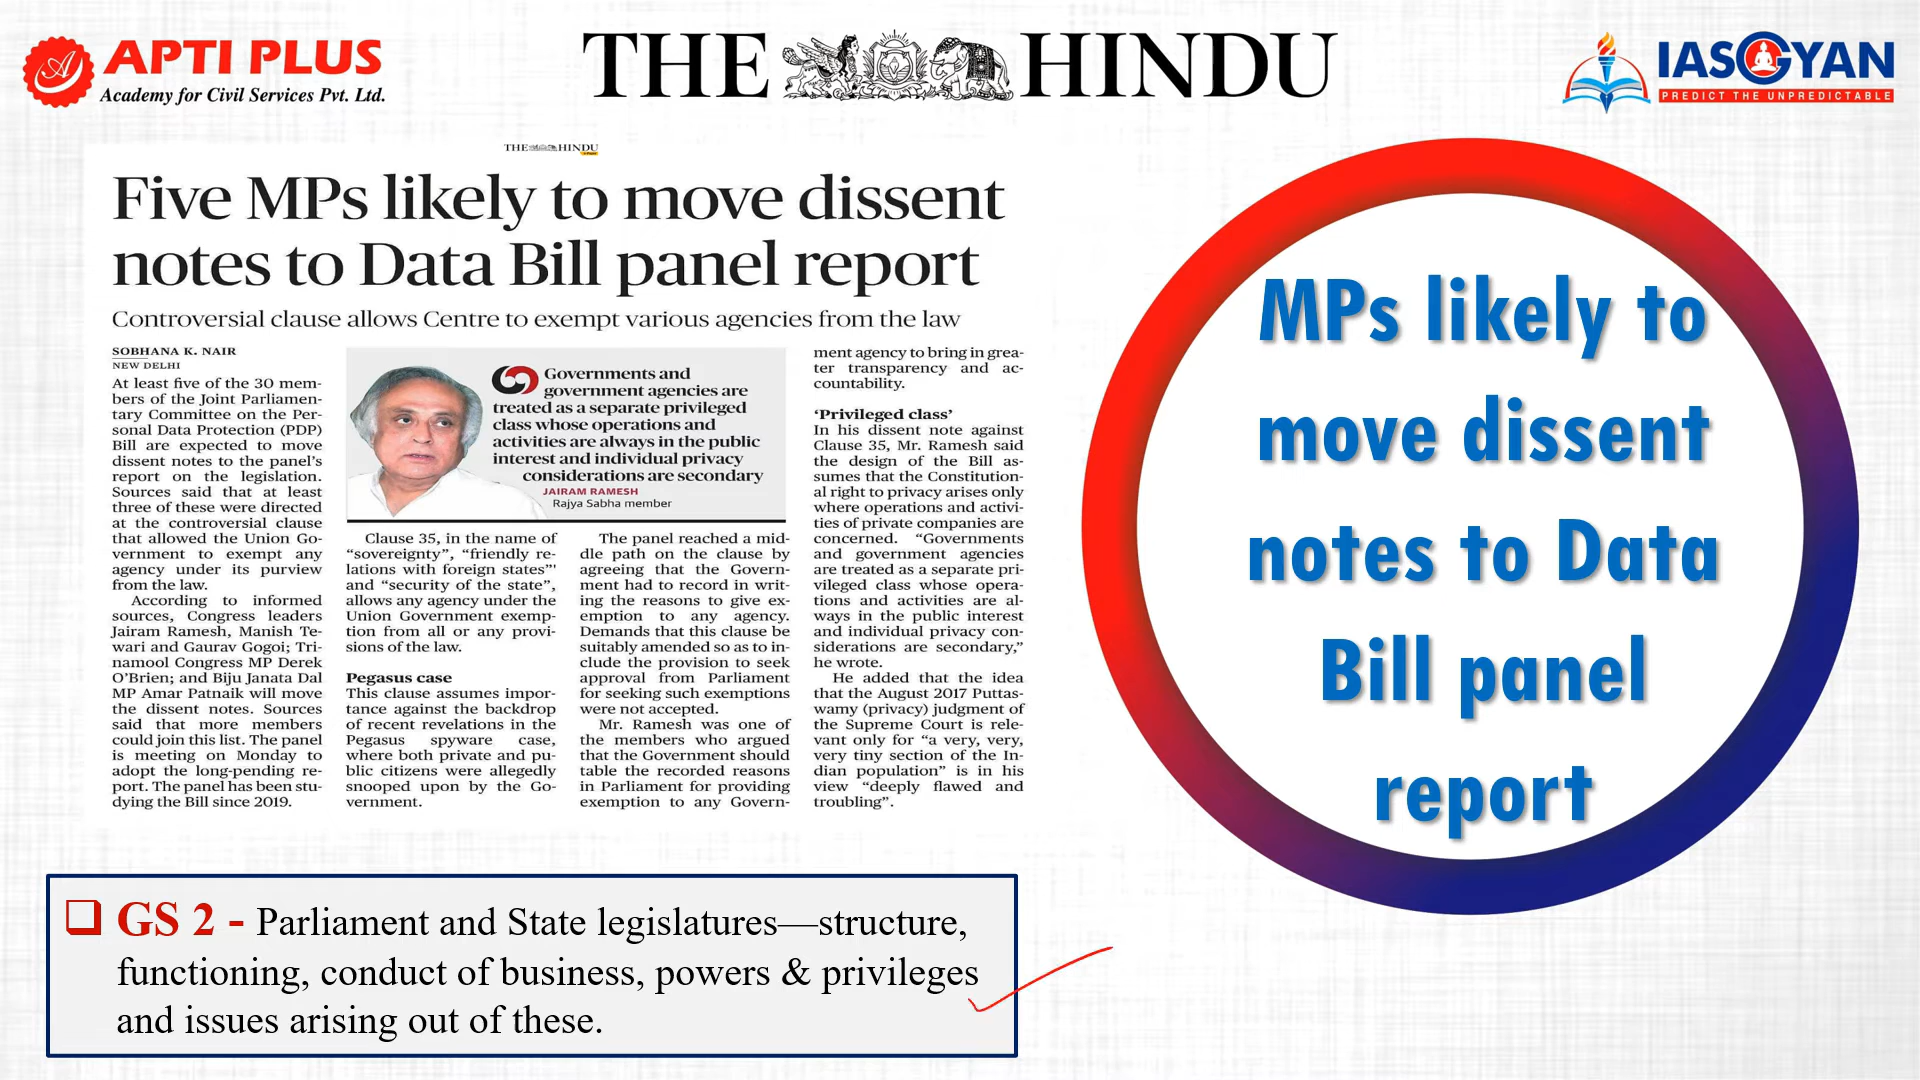 APTI PLUS
Academy for Civil Services Pvt. Ltd.
THE HINDU
IASGYAN
PREDICT THE UNPREDICTABLE
THE HINDU
Five MPs likely to move dissent
notes to Data Bill panel report
Controversial clause allows Centre to exempt various agencies from the law
SOBHANA K. NAIR
NEW DELHI
At least five of the 30 mem-
bers of the Joint Parliamen-
tary Committee on the Per-
sonal Data Protection (PDP)
Bill are expected to move
dissent notes to the panel's
report on the legislation.
Sources said that at least
three of these were directed
at the controversial clause
that allowed the Union Go-
vernment to exempt any
agency under its purview
from the law.
According to informed
sources, Congress leaders
Jairam Ramesh, Manish Te-
wari and Gaurav Gogoi; Tri-
namool Congress MP Derek
O'Brien; and Biju Janata Dal
MP Amar Patnaik will move
the dissent notes. Sources
said that more members
could join this list. The panel
is meeting on Monday to
adopt the long-pending re-
port. The panel has been stu-
dying the Bill since 2019.
Governments and
government agencies are
treated as a separate privileged
class whose operations and
activities are always in the public
interest and individual privacy
considerations are secondary
JAIRAM RAMESH
Rajya Sabha member
Clause 35, in the name of
“sovereignty”, “friendly re-
lations with foreign states”'
and “security of the state”,
allows any agency under the
Union Government exemp-
tion from all or any provi-
sions of the law.
Pegasus case
This clause assumes impor-
tance against the backdrop
of recent revelations in the
Pegasus spyware case,
where both private and pu-
blic citizens were allegedly
snooped upon by the Go-
vernment.
The panel reached a mid-
dle path on the clause by
agreeing that the Govern-
ment had to record in writ-
ing the reasons to give ex-
emption to any agency.
Demands that this clause be
suitably amended so as to in-
clude the provision to seek
approval from Parliament
for seeking such exemptions
were not accepted.
Mr. Ramesh was one of
the members who argued
that the Government should
table the recorded reasons
in Parliament for providing
exemption to any Govern-
ment agency to bring in grea-
ter transparency and ac-
countability.
‘Privileged class’
In his dissent note against
Clause 35, Mr. Ramesh said
the design of the Bill as-
sumes that the Constitution-
al right to privacy arises only
where operations and activi-
ties of private companies are
concerned. “Governments
and government agencies
are treated as a separate pri-
vileged class whose opera-
tions and activities are al-
ways in the public interest
and individual privacy con-
siderations are secondary,”
he wrote.
He added that the idea
that the August 2017 Puttas-
wamy (privacy) judgment of
the Supreme Court is rele-
vant only for “a very, very,
very tiny section of the In-
dian population” is in his
view “deeply flawed and
troubling”.
MPs likely to
move dissent
notes to Data
Bill panel
report
GS 2 - Parliament and State legislatures—structure,
functioning, conduct of business, powers & privileges
and issues arising out of these.